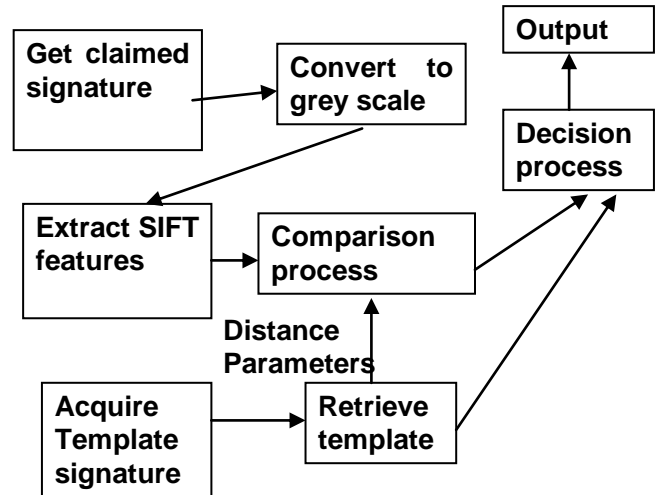 Get claimed
signature
Convert to
grey scale
Output
Decision
process
Extract SIFT
features
Comparison
process
Distance
Parameters
Acquire
Template
signature
Retrieve
template